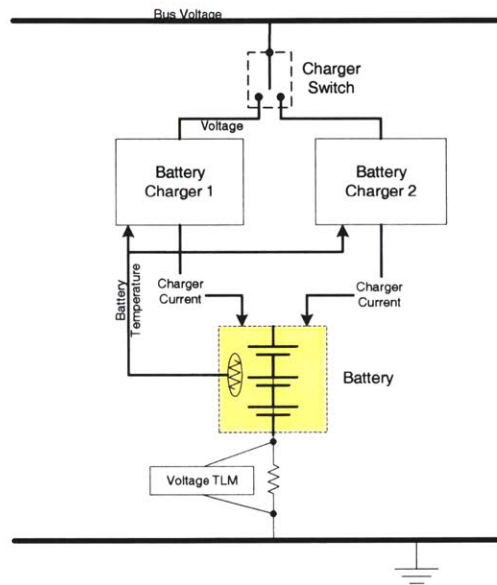 Bus Voltage
Charger
Switch
Voltage
Battery
Charger 1
Battery
Charger 2
Battery
Temperature
Charger
Current
Charger
Current
Battery
Voltage TLM